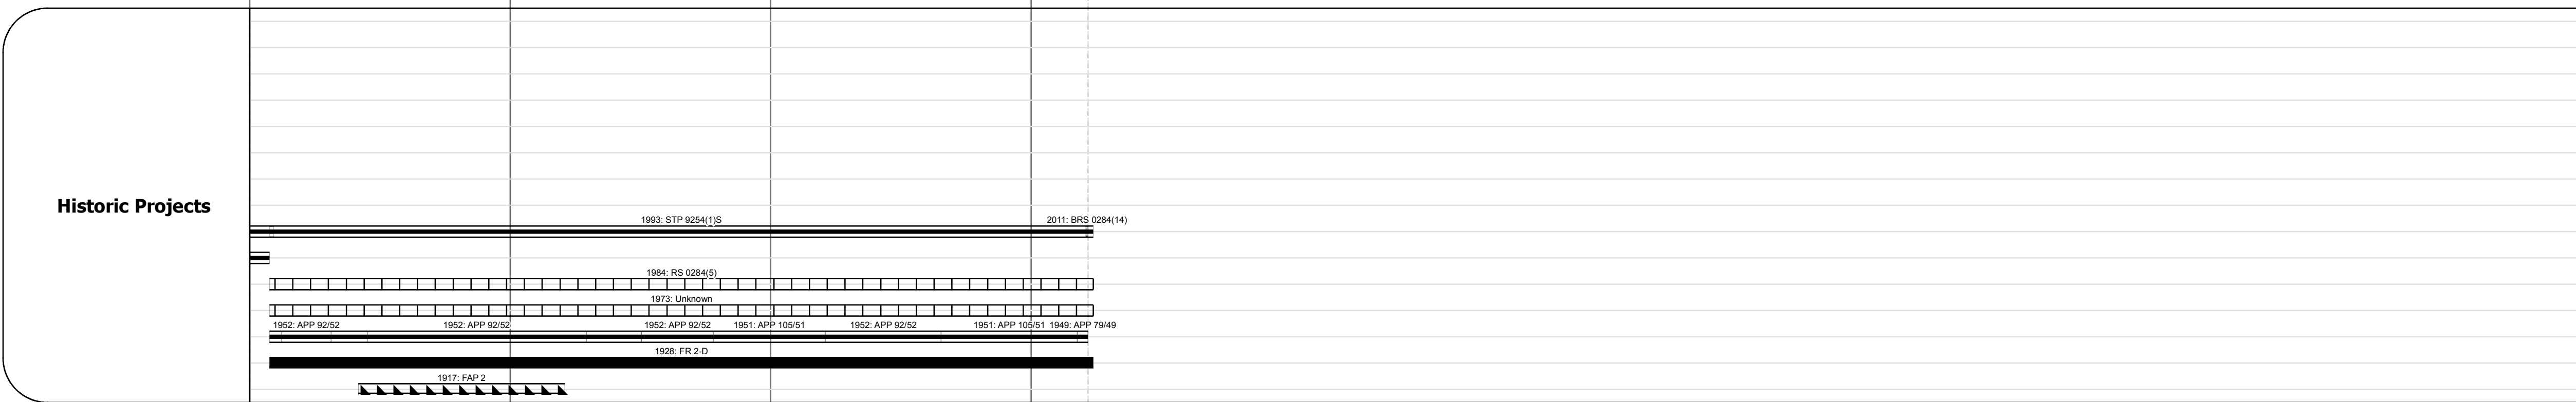 Historic Projects
1993: STP 9254(1)S 2011: BRS 0284(14)
1984: RS 0284(5)
1973: Unknown
1952: APP 92/52 1952: APP 92/52 1952: APP 92/52 1951: APP 105/51 1952: APP 92/52 1951: APP 105/51 1949: APP 79/49
1928: FR 2-D
1917: FAP 2